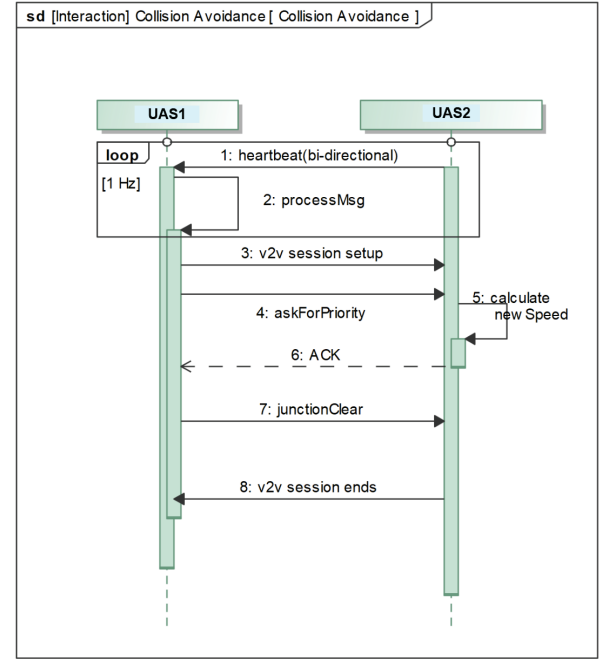 sd [Interaction] Collision Avoidance [ Collision Avoidance ]
UAS1
UAS2
loop
1: heartbeat(bi-directional)
[1 Hz]
2: processMsg
3: v2v session setup
5: calculate
new Speed
4: askForPriority
6: ACK
7: junctionClear
8: v2v session ends